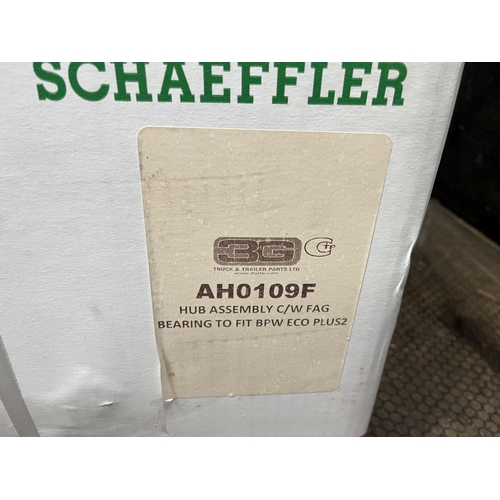 SCHAEFFLER
3G
TRUCK & TRAILER PARTS LTD
AH0109F
HUB ASSEMBLY C/W FAG
BEARING TO FIT BPW ECO PLUS2